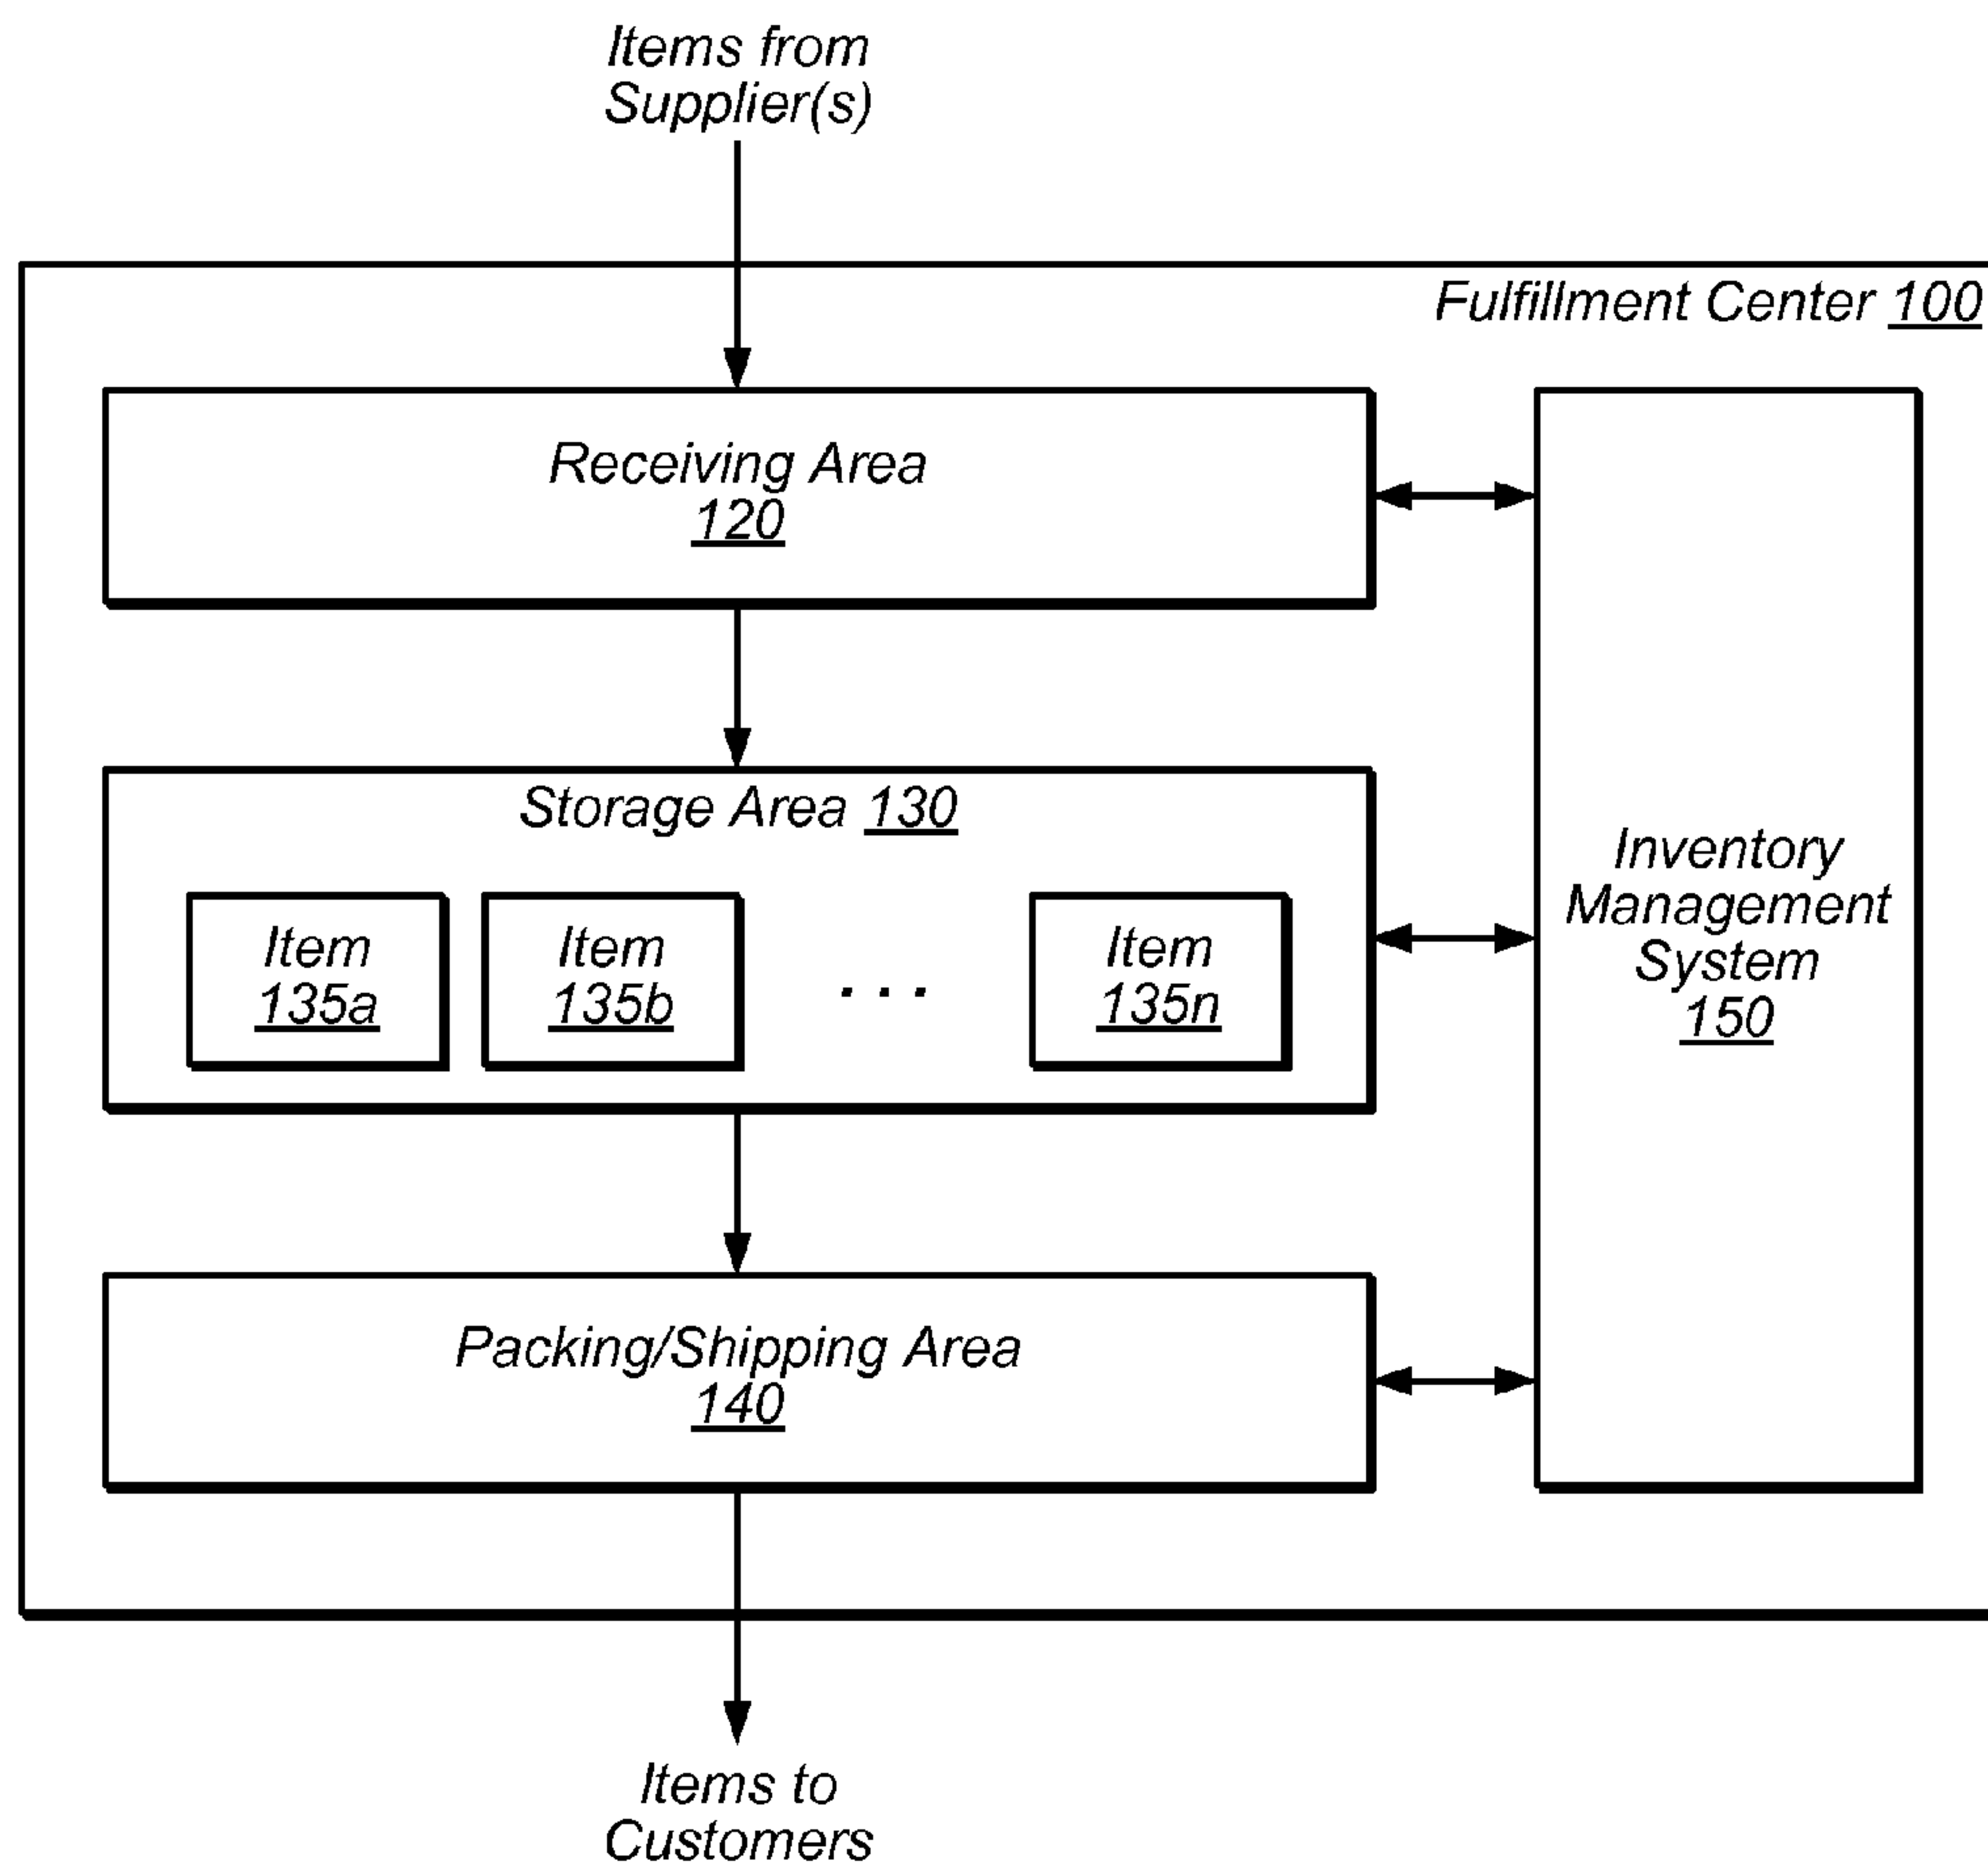 Items from
Supplier(s)
Fulfillment Center 100
Receiving Area
120
Storage Area 130
Item
135a
Item
135b
. . .
Item
135n
Inventory
Management
System
150
Packing/Shipping Area
140
Items to
Customers